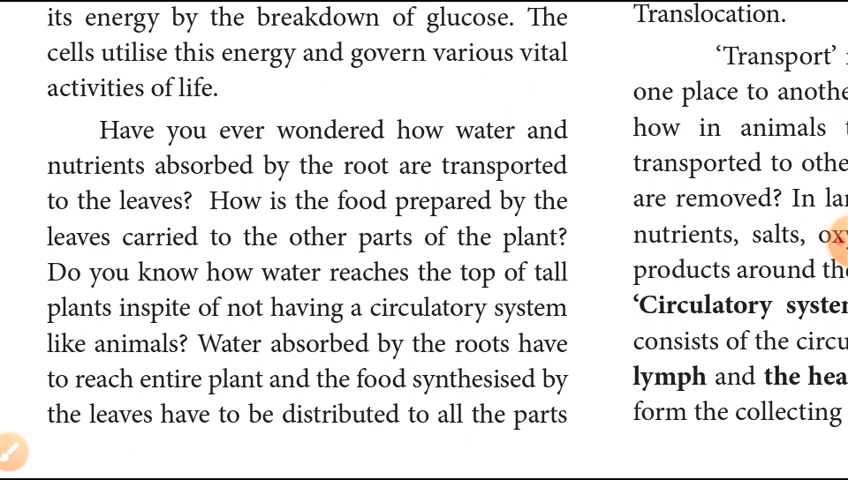 its energy by the breakdown of glucose. The
cells utilise this energy and govern various vital
activities of life.
Have you ever wondered how water and
nutrients absorbed by the root are transported
to the leaves? How is the food prepared by the
leaves carried to the other parts of the plant?
Do you know how water reaches the top of tall
plants inspite of not having a circulatory system
like animals? Water absorbed by the roots have
to reach entire plant and the food synthesised by
the leaves have to be distributed to all the parts
Translocation.
‘Transport’
one place to
how in animals
transported to
are removed? In
nutrients, salts,
products around
‘Circulatory
consists of the
lymph and the
form the collecting